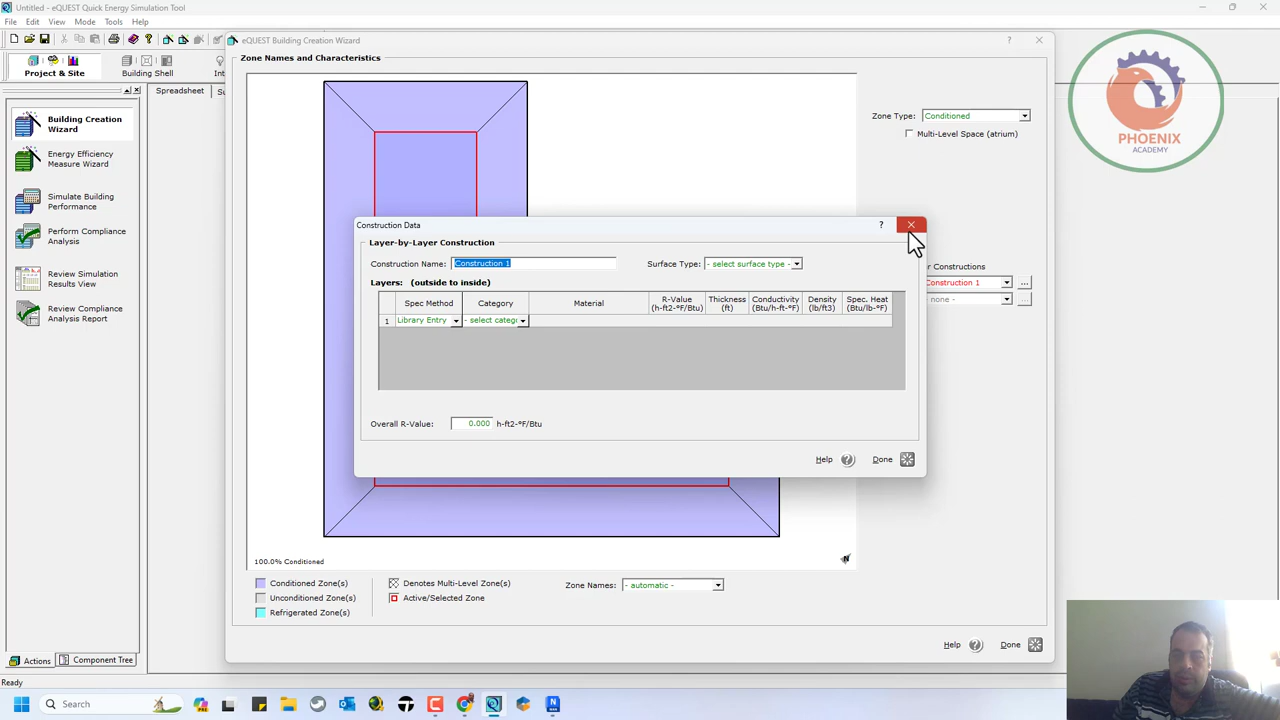 Untitled - eQUEST Quick Energy Simulation Tool
File Edit View Mode Tools Help
Project & Site
Building Shell
Int
Building Creation Wizard
Energy Efficiency Measure Wizard
Simulate Building Performance
Perform Compliance Analysis
Review Simulation Results
Review Compliance Analysis Report
Actions
Component Tree
Ready
Spreadsheet
Su
eQUEST Building Creation Wizard
? ×
Zone Names and Characteristics
Zone Type: Conditioned
Multi-Level Space (atrium)
r Constructions
Construction 1
...
- none -
...
Construction Data
? ×
Layer-by-Layer Construction
Construction Name: Construction 1
Surface Type: - select surface type -
Layers: (outside to inside)
Spec Method Category Material R-Value (h-ft2-°F/Btu) Thickness (ft) Conductivity (Btu/h-ft-°F) Density (lb/ft3) Spec. Heat (Btu/lb-°F)
1 Library Entry - select categ
Overall R-Value: 0.000 h-ft2-°F/Btu
Help ? Done
100.0% Conditioned
N
Conditioned Zone(s)
Unconditioned Zone(s)
Refrigerated Zone(s)
Denotes Multi-Level Zone(s)
Active/Selected Zone
Zone Names: - automatic -
Help ? Done
PHOENIX
ACADEMY
Search